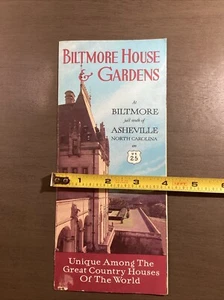 BILTMORE HOUSE
& GARDENS
At
BILTMORE
just south of
ASHEVILLE
NORTH CAROLINA
on
U S
25
1 2 3 4 5
Unique Among The
Great Country Houses
Of The World